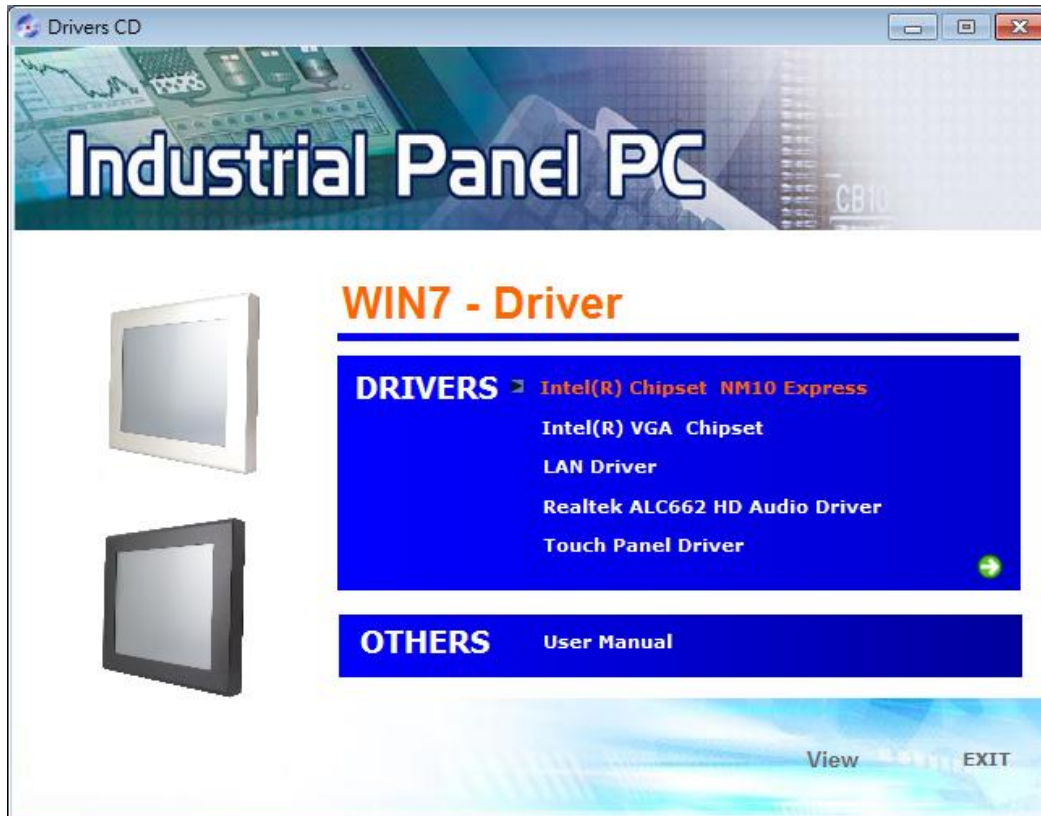 Drivers CD
Industrial Panel PC
CB10
WIN7 - Driver
DRIVERS Intel(R) Chipset NM10 Express
Intel(R) VGA Chipset
LAN Driver
Realtek ALC662 HD Audio Driver
Touch Panel Driver
OTHERS User Manual
View EXIT